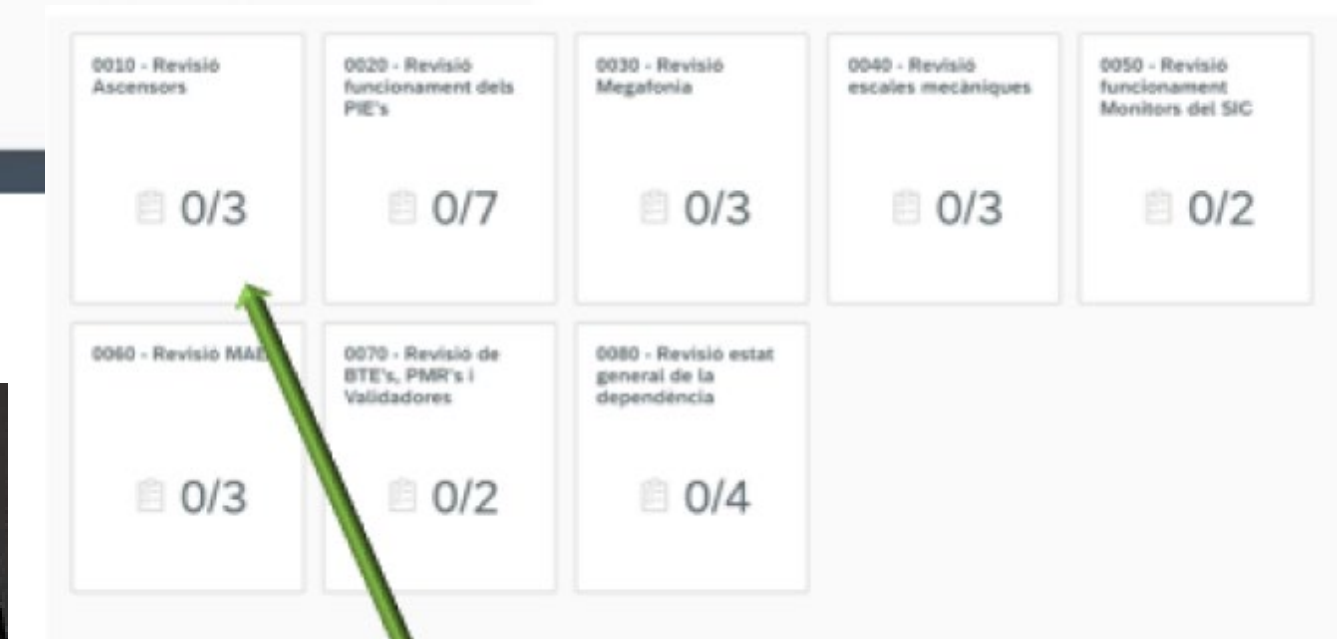 0010 - Revisió
Ascensors
0/3
0020 - Revisió
funcionament dels
PIE's
0/7
0030 - Revisió
Megafonia
0/3
0040 - Revisió
escales mecàniques
0/3
0050 - Revisió
funcionament
Monitors del SIC
0/2
0060 - Revisió
0/3
0070 - Revisió de
BTE's, PMR's i
Validadores
0/2
0080 - Revisió estat
general de la
dependència
0/4